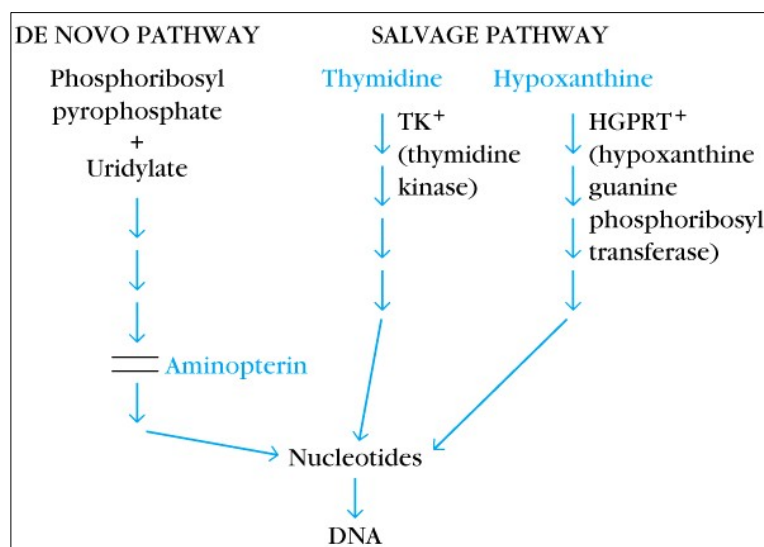 DE NOVO PATHWAY
SALVAGE PATHWAY
Phosphoribosyl
pyrophosphate
+
Uridylate
Aminopterin
Thymidine
TK+
(thymidine
kinase)
Hypoxanthine
HGPRT+
(hypoxanthine
guanine
phosphoribosyl
transferase)
Nucleotides
DNA